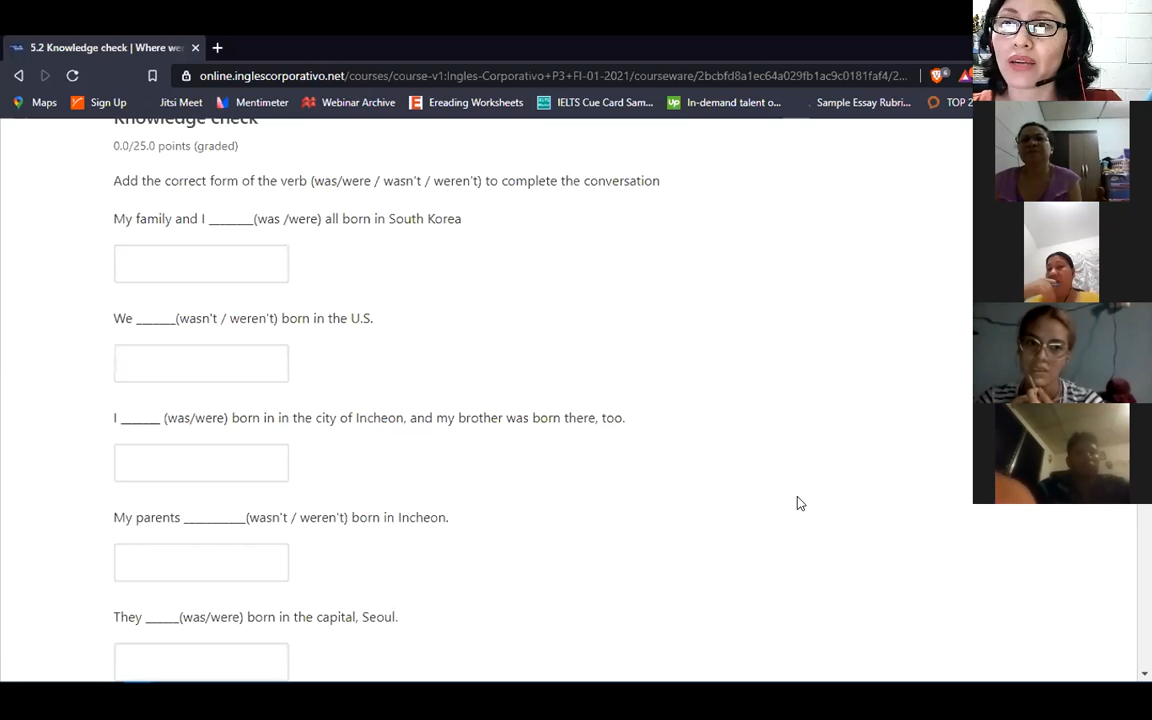 5.2 Knowledge check | Where we
online.inglescorporativo.net/courses/course-v1:Ingles-Corporativo+P3+FI-01-2021/courseware/2bcbfd8a1ec64a029fb1ac9c0181faf4/2...
6
Maps Sign Up Jitsi Meet Mentimeter Webinar Archive Ereading Worksheets IELTS Cue Card Sam... In-demand talent o... Sample Essay Rubri... TOP 2
Knowledge check
0.0/25.0 points (graded)
Add the correct form of the verb (was/were / wasn't / weren't) to complete the conversation
My family and I _______(was /were) all born in South Korea
We ______(wasn't / weren't) born in the U.S.
I ______ (was/were) born in in the city of Incheon, and my brother was born there, too.
My parents __________(wasn't / weren't) born in Incheon.
They _____(was/were) born in the capital, Seoul.